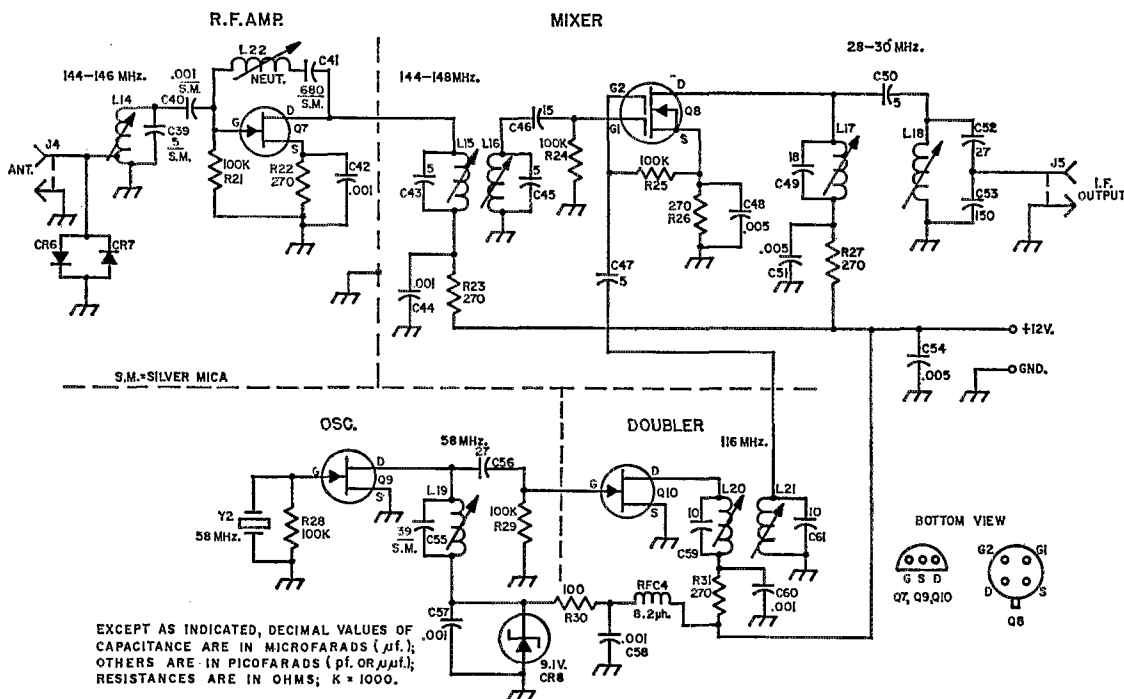 R.F.AMP.
MIXER
L22
C41
NEUT.
680
S.M.
144-146 MHz.
.001
S.M.
C40
L14
C39
5
S.M.
J4
ANT.
G
D
Q7
S
100K
R21
R22
270
C42
.001
CR6
CR7
144-148MHz.
L15
5
C43
L16
5
C45
15
C46
100K
R24
.001
C44
R23
270
G2
G1
D
Q8
S
100K
R25
270
R26
C48
.005
C47
5
28-30 MHz.
C50
5
L17
18
C49
L18
C52
27
C53
150
J5
I.F.
OUTPUT
.005
C51
R27
270
+12V.
C54
.005
GND.
S.M.=SILVER MICA
OSC.
DOUBLER
58 MHz.
27
C56
G
D
Q9
S
Y2
58 MHz.
R28
100K
L19
39
S.M.
C55
100K
R29
G
D
Q10
S
116 MHz.
L20
10
C59
L21
10
C61
R31
270
C60
.001
C57
.001
9.1V.
CR8
100
R30
RFC4
8.2µh.
.001
C58
BOTTOM VIEW
G S D
Q7, Q9, Q10
G2
G1
D
S
Q8
EXCEPT AS INDICATED, DECIMAL VALUES OF
CAPACITANCE ARE IN MICROFARADS (µf.);
OTHERS ARE IN PICOFARADS (pf. OR µµf.);
RESISTANCES ARE IN OHMS; K = 1000.